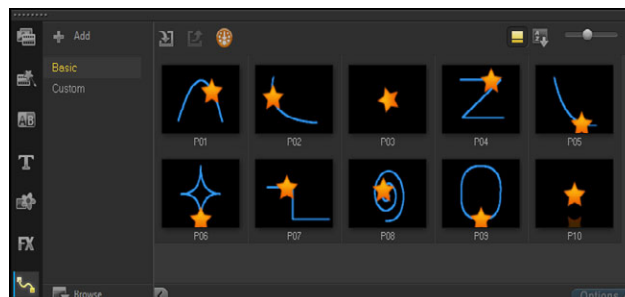 Add
Basic
Custom
P01 P02 P03 P04 P05
AB
T
P06 P07 P08 P09 P10
FX
Browse
Options